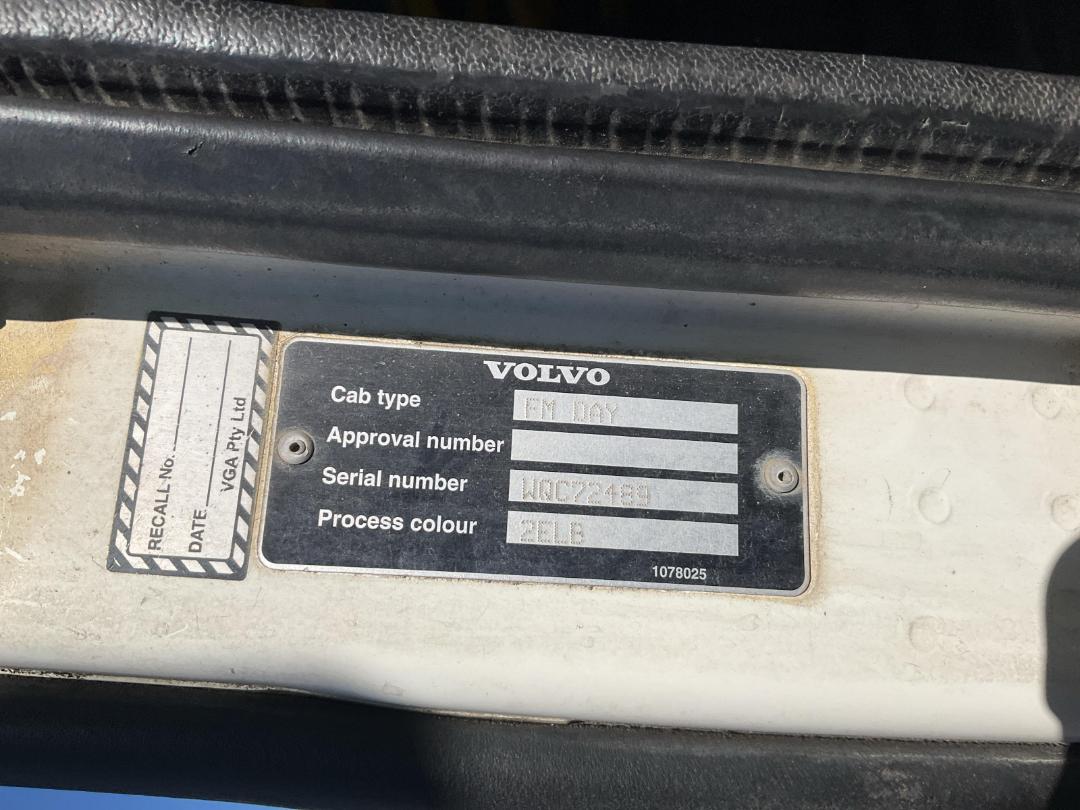 VOLVO
Cab type FM DAY
Approval number
Serial number WQC72489
Process colour 2ELB
1078025
RECALL No.
DATE
VGA Pty Ltd